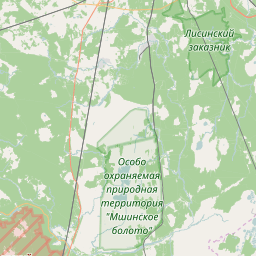 Лисинский
заказник
Особо
охраняемая
природная
территория
"Мшинское
болото"